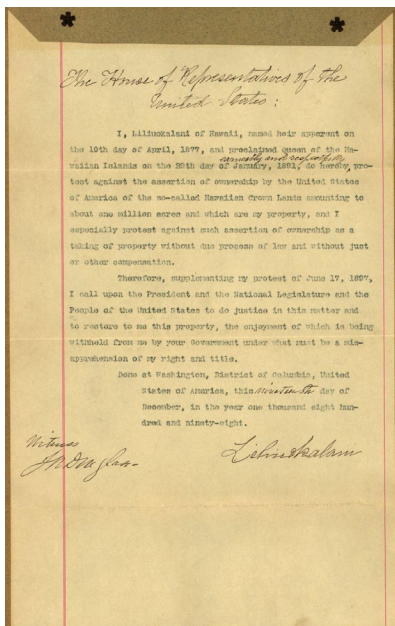 The House of Representatives of the
United States:
I, Liliuokalani of Hawaii, named heir apparent on
the 10th day of April, 1877, and proclaimed Queen of the Ha-
earnestly and respectfully
waiian Islands on the 29th day of January, 1891, do hereby, pro-
test against the assertion of ownership by the United States
of America of the so-called Hawaiian Crown Lands amounting to
about one million acres and which are my property, and I
especially protest against such assertion of ownership as a
taking of property without due process of law and without just
or other compensation.
Therefore, supplementing my protest of June 17, 1897,
I call upon the President and the National Legislature and the
People of the United States to do justice in this matter and
to restore to me this property, the enjoyment of which is being
withheld from me by your Government under what must be a mis-
apprehension of my right and title.
Done at Washington, District of Columbia, United
States of America, this nineteenth day of
December, in the year one thousand eight hun-
dred and ninety-eight.
Witness
Liliuokalani
Douglass